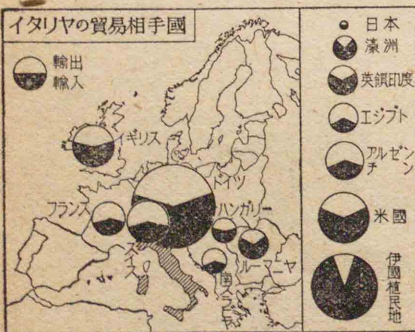 イタリヤの貿易相手國
輸出
輸入
イギリス
ドイツ
フランス
スイス
ハンガリー
ルーマニヤ
日本
濠洲
英領印度
エジプト
アルゼン
チン
米國
伊國植民地